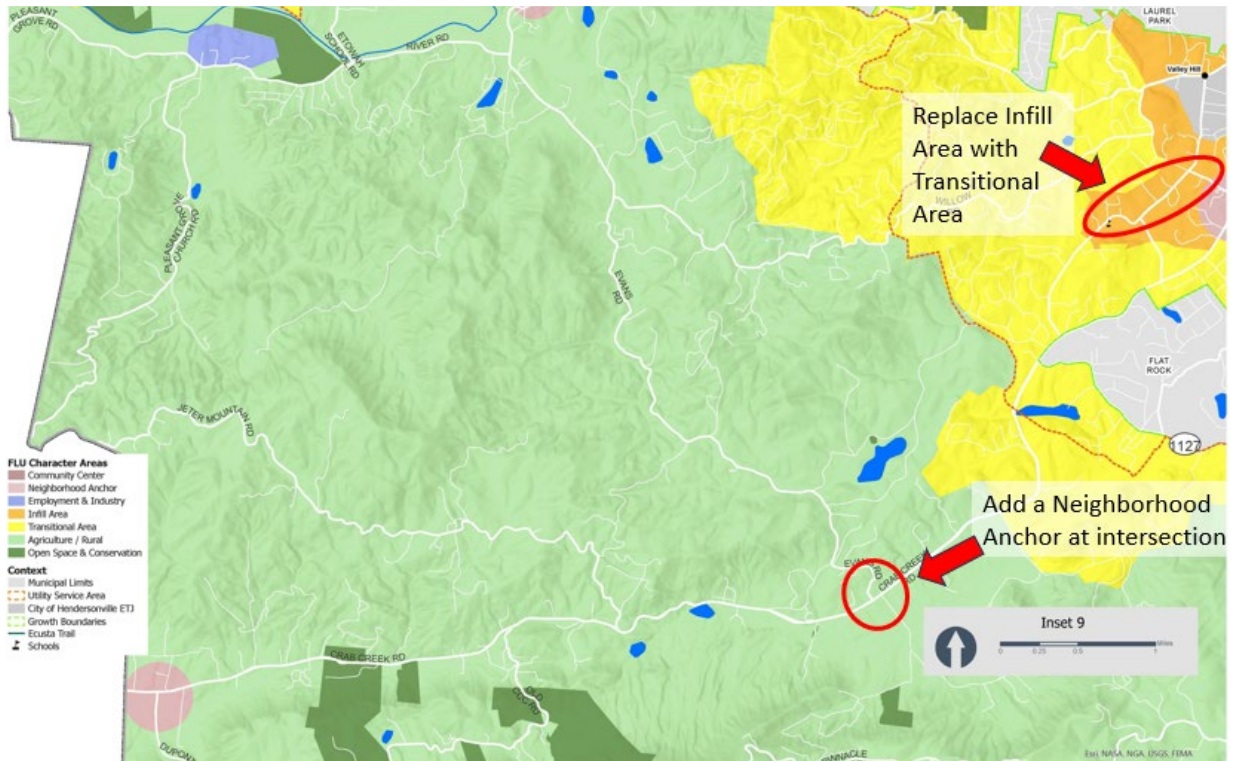 PLEASANT
GROVE RD
ETOWAH
SCHOOL RD
RIVER RD
LAUREL
PARK
Valley Hill
Replace Infill
Area with
Transitional
Area
WILLOW
PLEASANT GROVE
CHURCH RD
EVANS
RD
FLAT
ROCK
JETER MOUNTAIN RD
1127
FLU Character Areas
Community Center
Neighborhood Anchor
Employment & Industry
Infill Area
Transitional Area
Agriculture / Rural
Open Space & Conservation
Context
Municipal Limits
Utility Service Area
City of Hendersonville ETJ
Growth Boundaries
Ecusta Trail
Schools
Add a Neighborhood
Anchor at intersection
EVANS RD
CRAB CREEK
RD
Inset 9
0 0.25 0.5 1 Miles
CRAB CREEK RD
OLD
CCC RD
DUPONT
PINNACLE
Esri, NASA, NGA, USGS, FEMA